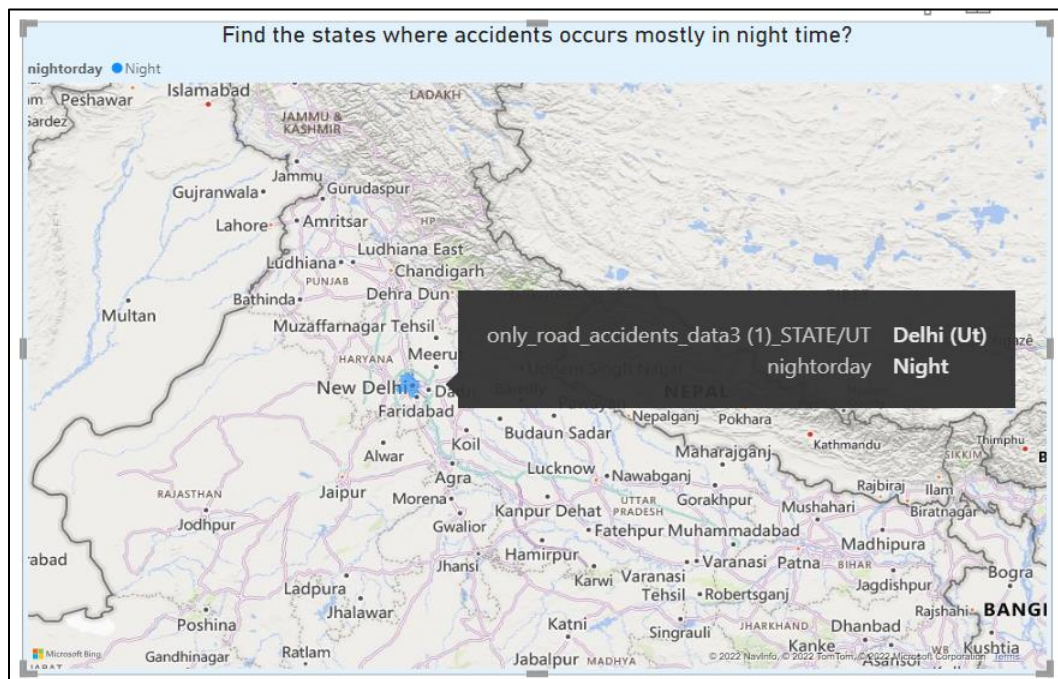 Find the states where accidents occurs mostly in night time?
nightorday Night
Islamabad
Peshawar
LADAKH
JAMMU &
KASHMIR
Jammu
Gujranwala
Gurudaspur
Lahore
Amritsar
HP
Ludhiana East
Ludhiana
Chandigarh
PUNJAB
Bathinda
Dehra Dun
Multan
Muzaffarnagar Tehsil
only_road_accidents_data3 (1)_STATE/UT Delhi (Ut)
nightorday Night
HARYANA
Meeru
New Delhi
NEPAL
Faridabad
Nepalganj
Pokhara
Koil
Budaun Sadar
Kathmandu
Thimphu
Alwar
Maharajganj
SIKKIM
Agra
Lucknow
Nawabganj
RAJASTHAN
Jaipur
Morena
Kanpur Dehat
UTTAR
PRADESH
Gorakhpur
Rajbiraj
Ilam
Mushahari
Biratnagar
Jodhpur
Gwalior
Fatehpur
Muhammadabad
Madhipura
Hamirpur
Jhansi
Varanasi
Patna
BIHAR
Karwi
Varanasi
Tehsil
Jagdishpur
Bogra
Ladpura
Robertsganj
Jhalawar
Rajshahi
BANGI
Poshina
Katni
Singrauli
JHARKHAND
Dhanbad
Kushtia
Microsoft Bing
Gandhinagar
Ratlam
Jabalpur
MADHYA
Kanke
WB
Asansol
© 2022 NavInfo, © 2022 TomTom, © 2022 Microsoft Corporation Terms